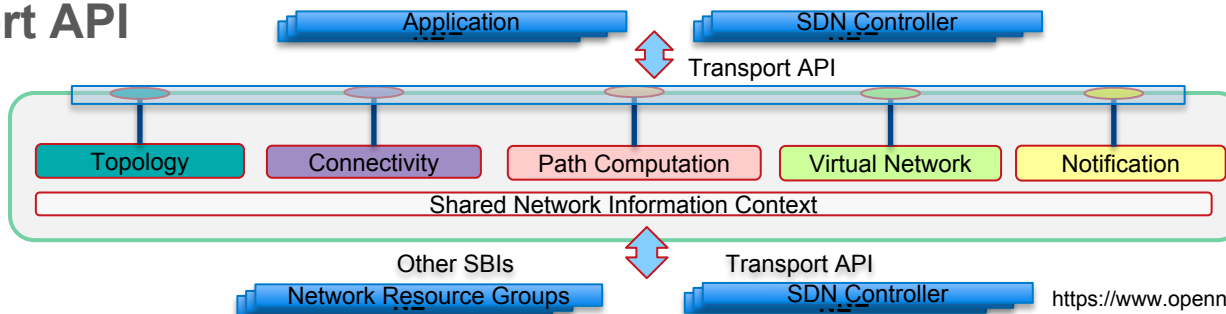 rt API
Application
SDN Controller
Transport API
Topology
Connectivity
Path Computation
Virtual Network
Notification
Shared Network Information Context
Other SBIs
Transport API
Network Resource Groups
SDN Controller
https://www.openn